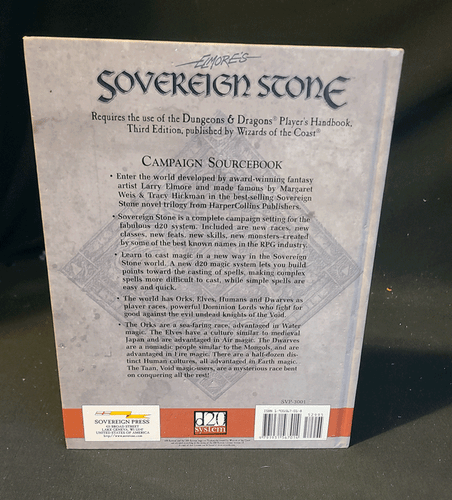 ELMORE'S
SOVEREIGN STONE
Requires the use of the Dungeons & Dragons® Player's Handbook,
Third Edition, published by Wizards of the Coast®
CAMPAIGN SOURCEBOOK
• Enter the world developed by award-winning fantasy
artist Larry Elmore and made famous by Margaret
Weis & Tracy Hickman in the best-selling Sovereign
Stone novel trilogy from HarperCollins Publishers.
• Sovereign Stone is a complete campaign setting for the
fabulous d20 system. Included are new races, new
classes, new feats, new skills, new monsters–created
by some of the best known names in the RPG industry.
• Learn to cast magic in a new way in the Sovereign
Stone world. A new d20 magic system lets you build
points toward the casting of spells, making complex
spells more difficult to cast, while simple spells are
easy and quick.
• The world has Orks, Elves, Humans and Dwarves as
player races, powerful Dominion Lords who fight for
good against the evil undead knights of the Void.
• The Orks are a sea-faring race, advantaged in Water
magic. The Elves have a culture similar to medieval
Japan and are advantaged in Air magic. The Dwarves
are a nomadic people similar to the Mongols, and are
advantaged in Fire magic. There are a half-dozen dis-
tinct Human cultures, all advantaged in Earth magic.
The Taan, Void magic-users, are a mysterious race bent
on conquering all the rest!
SVP-1001
SOVEREIGN PRESS
LAKE GENEVA, WI
UNITED STATES OF AMERICA
d20
system
ISBN